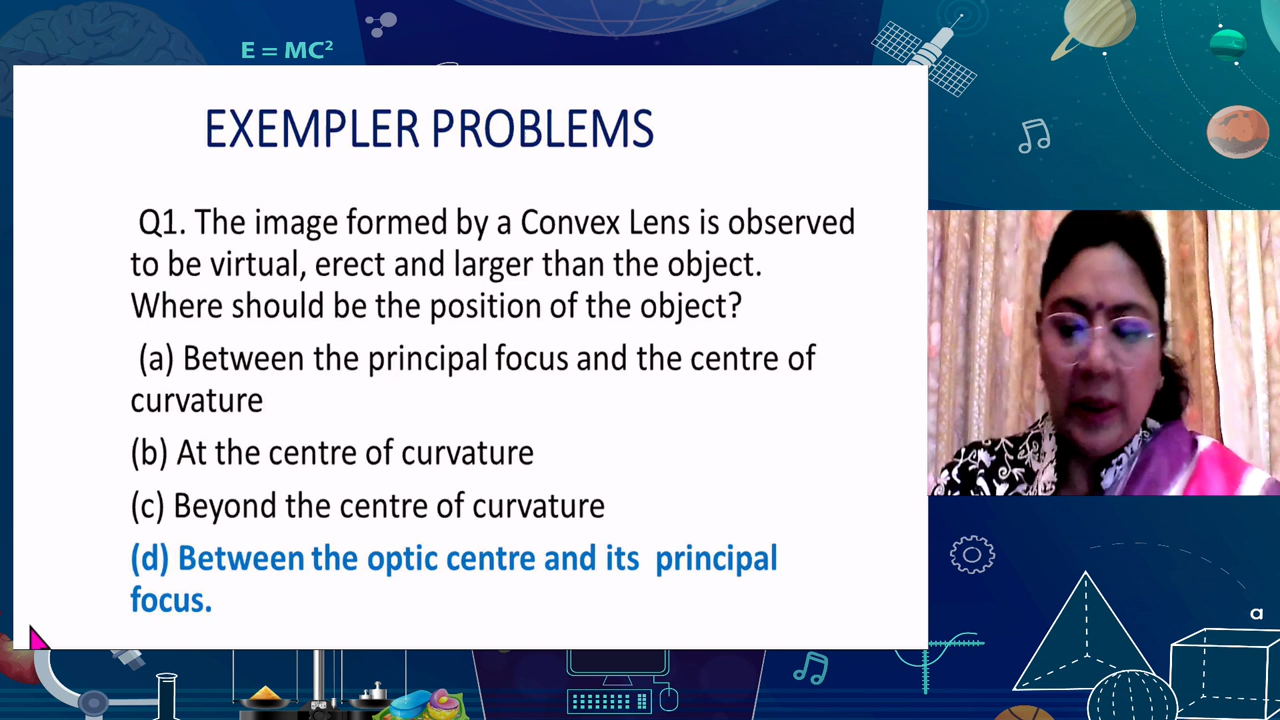 E = MC²
EXEMPLER PROBLEMS
Q1. The image formed by a Convex Lens is observed
to be virtual, erect and larger than the object.
Where should be the position of the object?
(a) Between the principal focus and the centre of
curvature
(b) At the centre of curvature
(c) Beyond the centre of curvature
(d) Between the optic centre and its principal
focus.
a